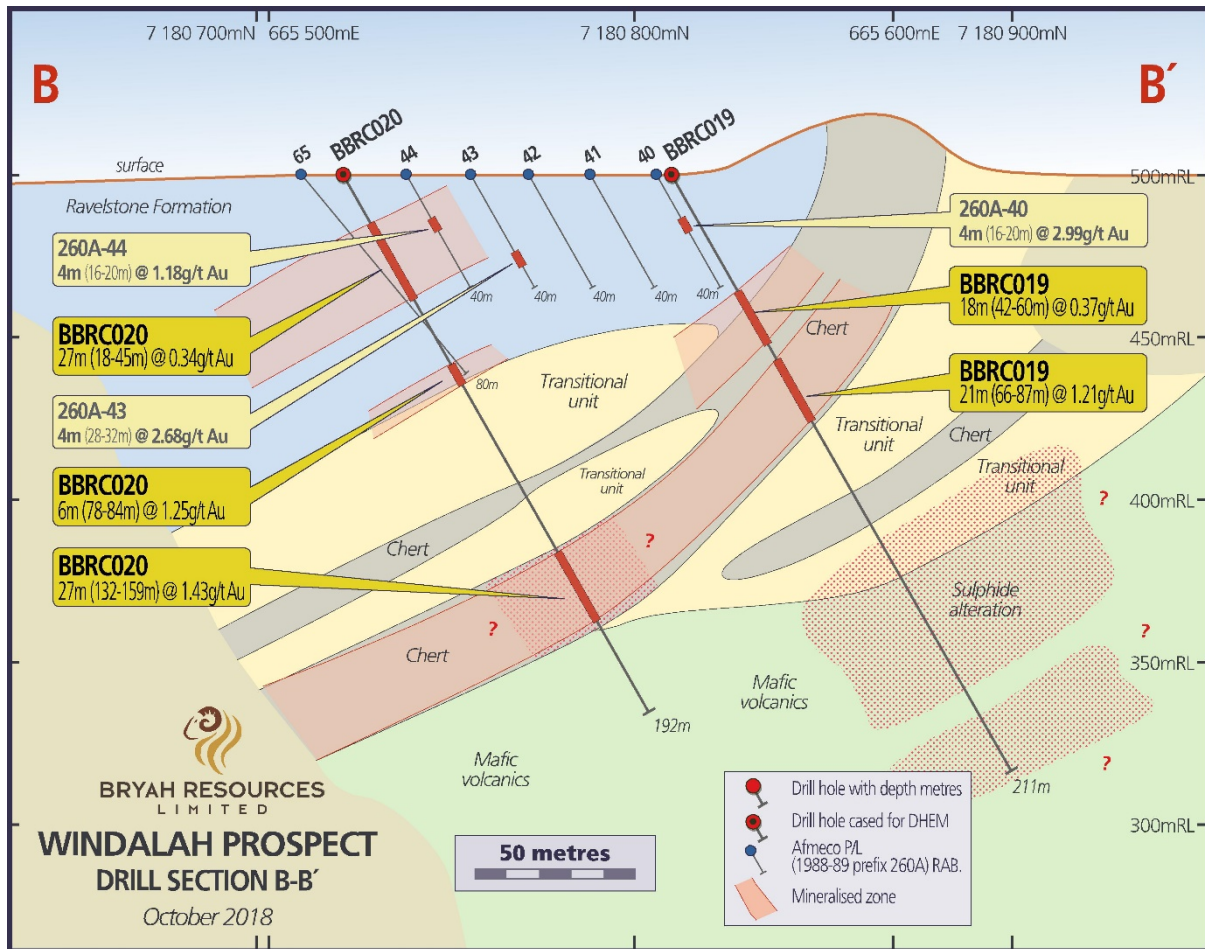 7 180 700mN 665 500mE 7 180 800mN 665 600mE 7 180 900mN
B
B´
65
BBRC020
44
43
42
41
40
BBRC019
surface
500mRL
Ravelstone Formation
260A-44
4m (16-20m) @ 1.18g/t Au
260A-40
4m (16-20m) @ 2.99g/t Au
40m
40m
40m
40m
40m
BBRC020
27m (18-45m) @ 0.34g/t Au
BBRC019
18m (42-60m) @ 0.37g/t Au
Chert
450mRL
80m
Transitional
unit
BBRC019
21m (66-87m) @ 1.21g/t Au
260A-43
4m (28-32m) @ 2.68g/t Au
Transitional
unit
Chert
BBRC020
6m (78-84m) @ 1.25g/t Au
Transitional
unit
Transitional
unit
?
400mRL
Chert
?
BBRC020
27m (132-159m) @ 1.43g/t Au
Sulphide
alteration
?
?
Chert
350mRL
Mafic
volcanics
192m
Mafic
volcanics
?
211m
BRYAH RESOURCES
LIMITED
WINDALAH PROSPECT
DRILL SECTION B-B´
October 2018
50 metres
Drill hole with depth metres
Drill hole cased for DHEM
Afmeco P/L
(1988-89 prefix 260A) RAB.
Mineralised zone
300mRL